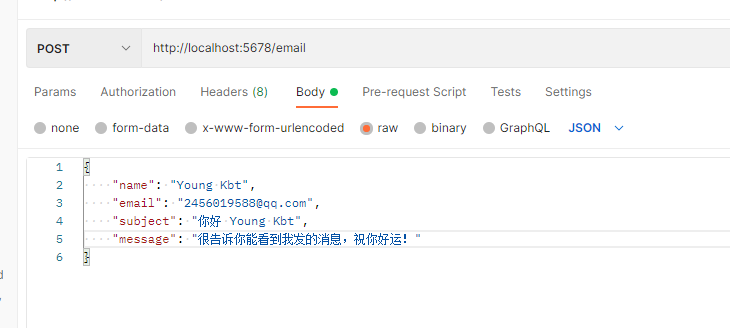 POST http://localhost:5678/email
Params Authorization Headers (8) Body Pre-request Script Tests Settings
none form-data x-www-form-urlencoded raw binary GraphQL JSON
1 {
2 "name": "Young Kbt",
3 "email": "2456019588@qq.com",
4 "subject": "你好 Young Kbt",
5 "message": "很告诉你能看到我发的消息，祝你好运！"
6 }
d